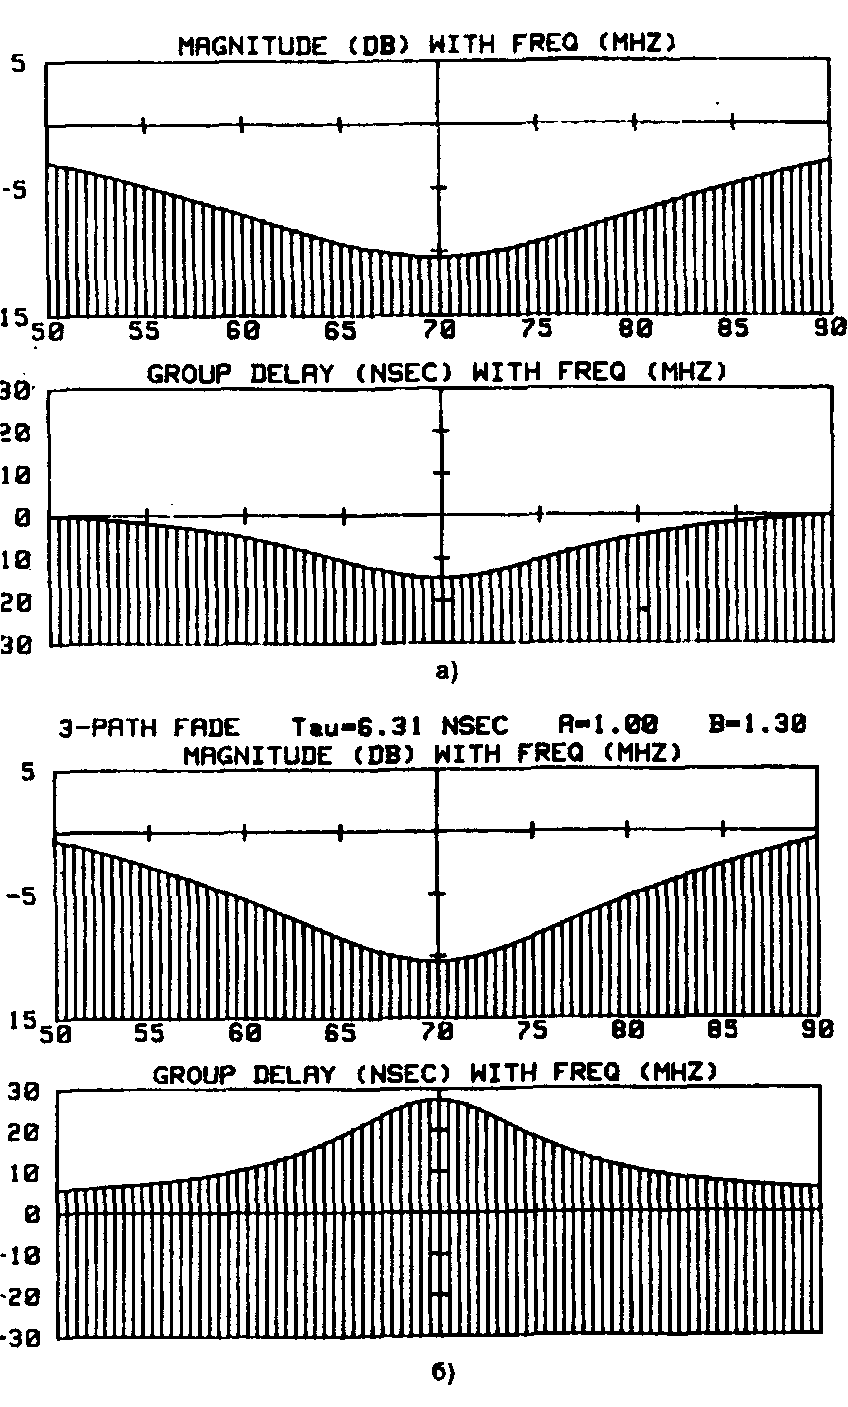 MAGNITUDE (DB) WITH FREQ (MHZ)
5
-5
15
50 55 60 65 70 75 80 85 90
GROUP DELAY (NSEC) WITH FREQ (MHZ)
30
20
10
0
10
20
30
а)
3-PATH FADE Tau=6.31 NSEC A=1.00 B=1.30
MAGNITUDE (DB) WITH FREQ (MHZ)
5
-5
15
50 55 60 65 70 75 80 85 90
GROUP DELAY (NSEC) WITH FREQ (MHZ)
30
20
10
0
-10
-20
-30
б)